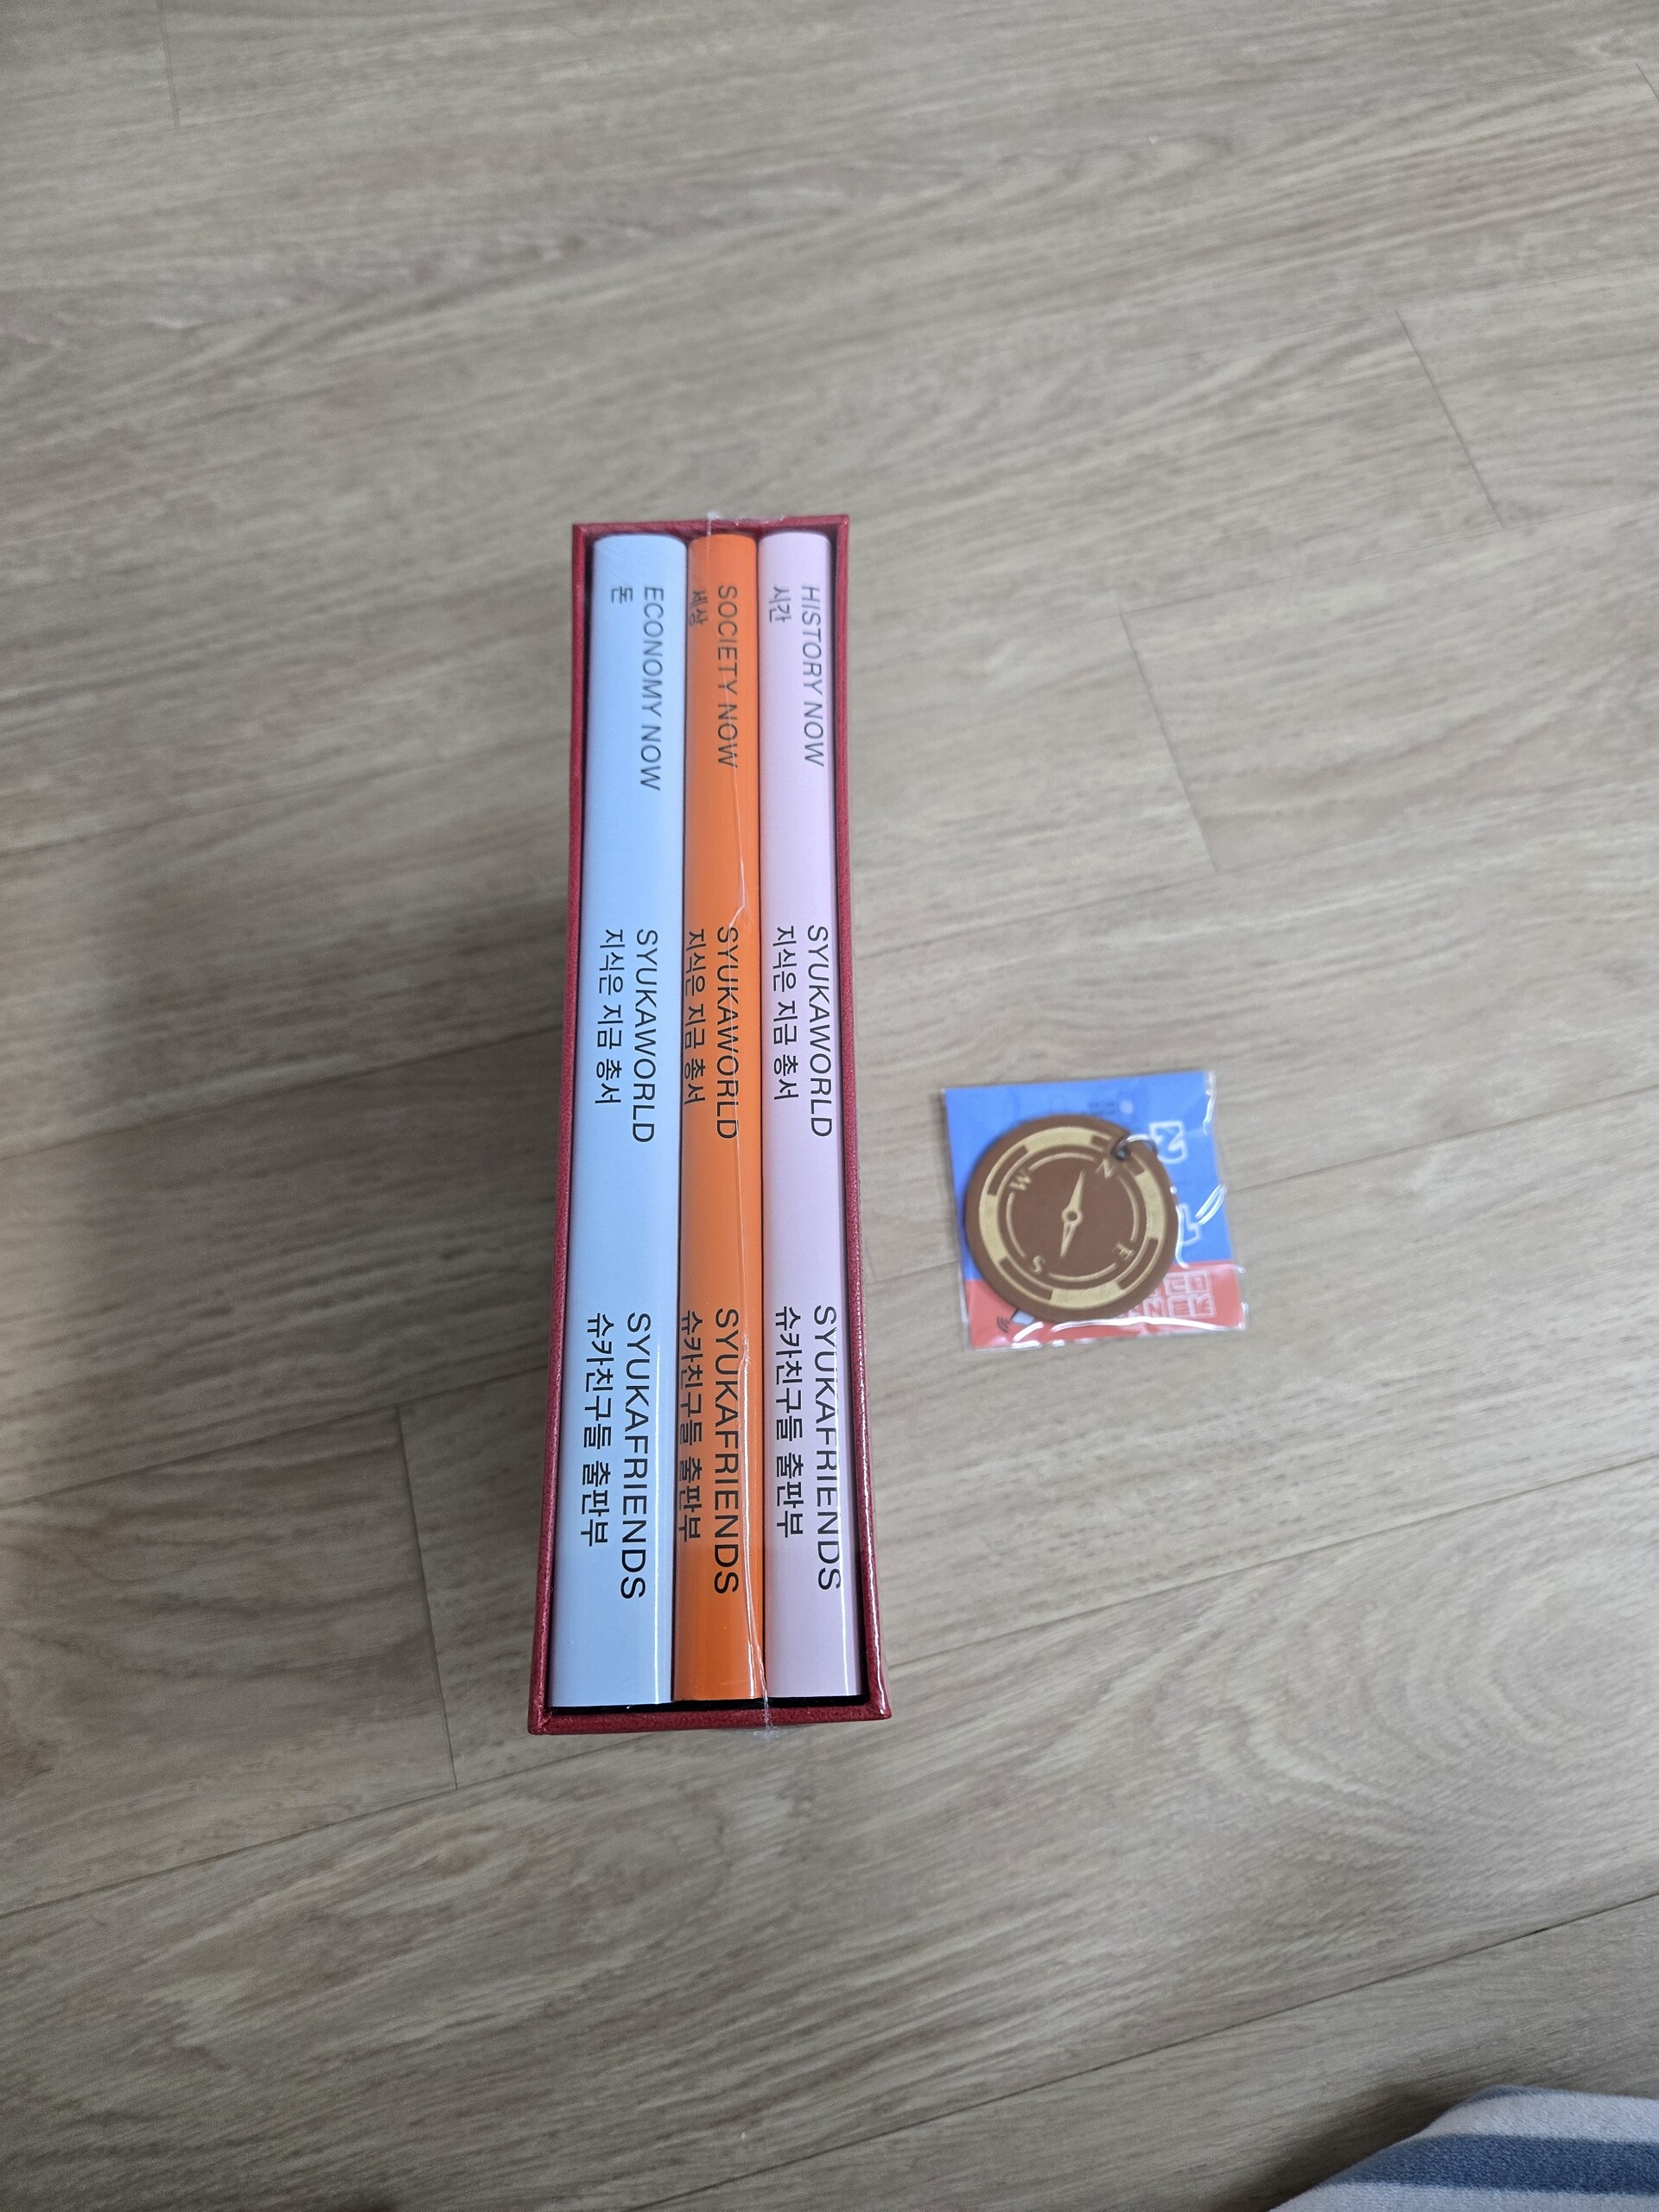 ECONOMY NOW
돈
SYUKAWORLD
지식은 지금 총서
SYUKAFRIENDS
슈카친구들 출판부
SOCIETY NOW
세상
SYUKAWORLD
지식은 지금 총서
SYUKAFRIENDS
슈카친구들 출판부
HISTORY NOW
시간
SYUKAWORLD
지식은 지금 총서
SYUKAFRIENDS
슈카친구들 출판부
N
W
E
S